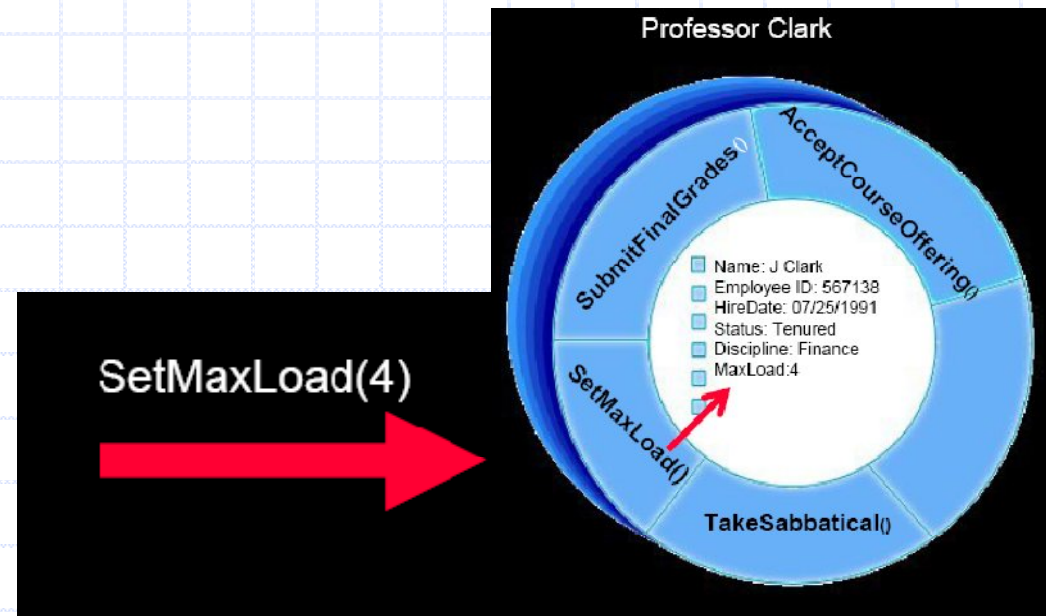 Professor Clark
SubmitFinalGrades()
AcceptCourseOffering()
Name: J Clark
Employee ID: 567138
HireDate: 07/25/1991
Status: Tenured
Discipline: Finance
MaxLoad:4
SetMaxLoad(4)
SetMaxLoad()
TakeSabbatical()